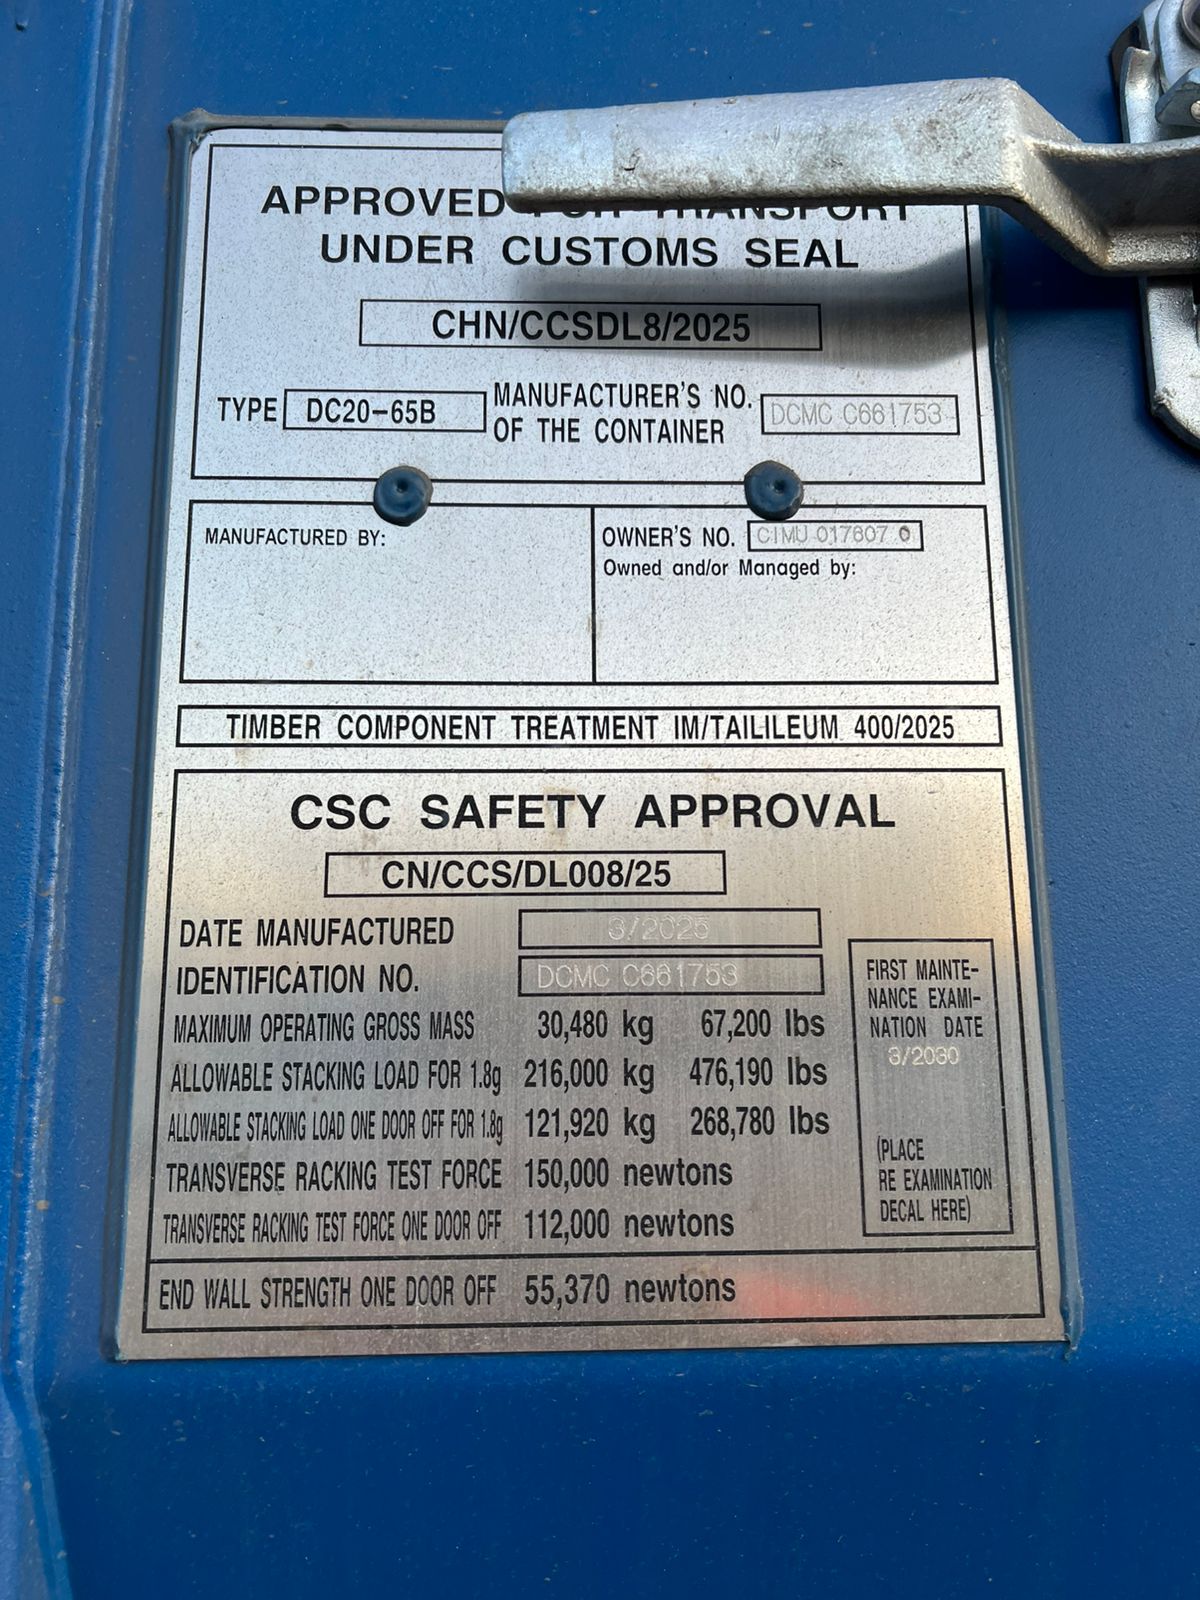 APPROVED FOR TRANSPORT
UNDER CUSTOMS SEAL
CHN/CCSDL8/2025
TYPE DC20-65B MANUFACTURER'S NO. OF THE CONTAINER DCMC C661753
MANUFACTURED BY:
OWNER'S NO. CIMU 017607 0
Owned and/or Managed by:
TIMBER COMPONENT TREATMENT IM/TAILILEUM 400/2025
CSC SAFETY APPROVAL
CN/CCS/DL008/25
DATE MANUFACTURED 3/2025
IDENTIFICATION NO. DCMC C661753
MAXIMUM OPERATING GROSS MASS 30,480 kg 67,200 lbs
ALLOWABLE STACKING LOAD FOR 1.8g 216,000 kg 476,190 lbs
ALLOWABLE STACKING LOAD ONE DOOR OFF FOR 1.8g 121,920 kg 268,780 lbs
TRANSVERSE RACKING TEST FORCE 150,000 newtons
TRANSVERSE RACKING TEST FORCE ONE DOOR OFF 112,000 newtons
END WALL STRENGTH ONE DOOR OFF 55,370 newtons
FIRST MAINTE-
NANCE EXAMI-
NATION DATE
3/2030
(PLACE
RE EXAMINATION
DECAL HERE)